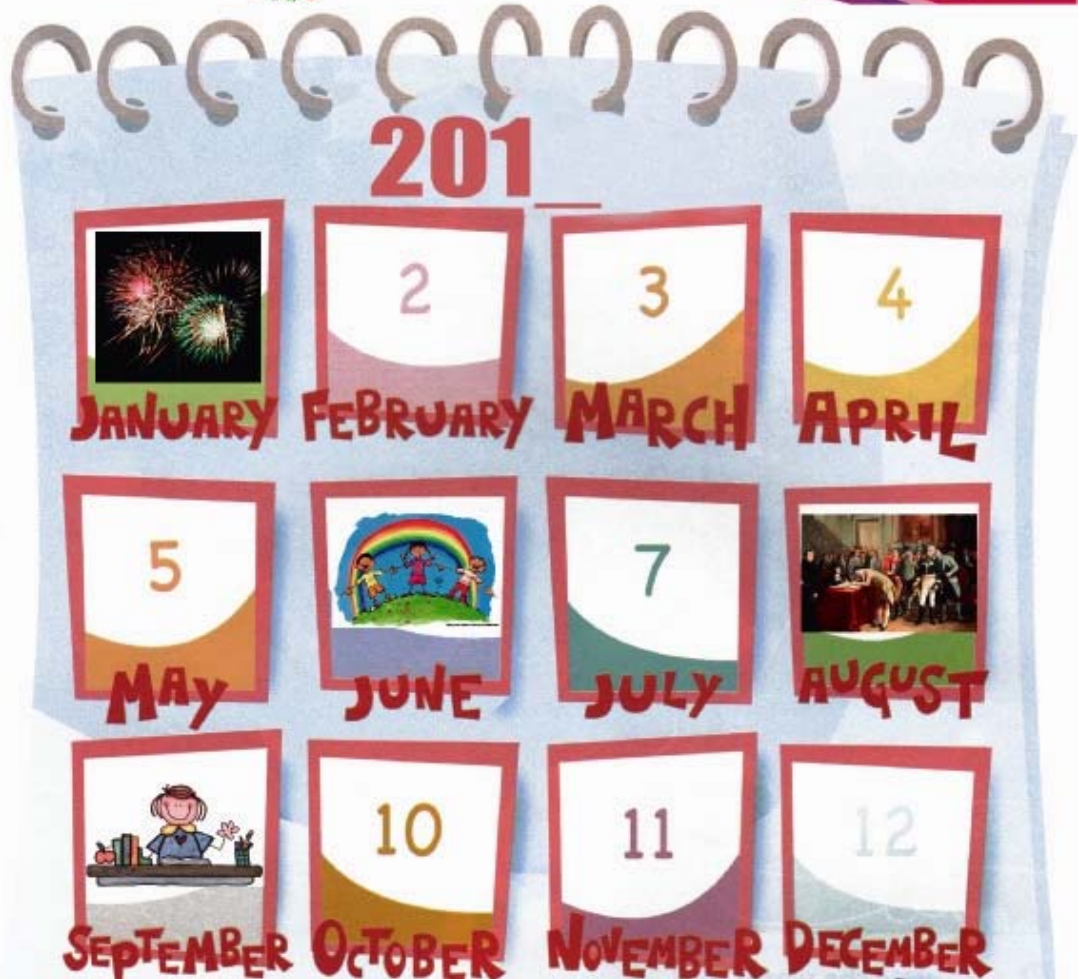 201_
2 3 4
JANUARY FEBRUARY MARCH APRIL
5 7
MAY JUNE JULY AUGUST
10 11 12
SEPTEMBER OCTOBER NOVEMBER DECEMBER